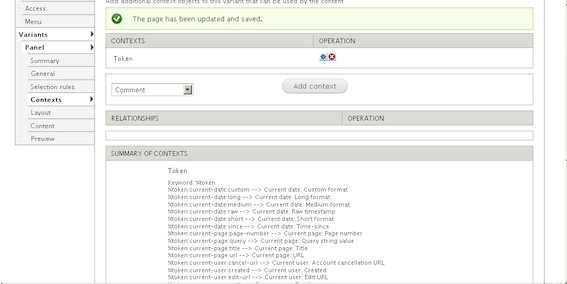 Add additional context objects to this variant that can be used by the content.
Access
Menu
Variants
Panel
Summary
General
Selection rules
Contexts
Layout
Content
Preview
The page has been updated and saved.
CONTEXTS OPERATION
Token
Comment Add context
RELATIONSHIPS OPERATION
SUMMARY OF CONTEXTS
Token
Keyword: %token
%token:current-date:custom --> Current date: Custom format
%token:current-date:long --> Current date: Long format
%token:current-date:medium --> Current date: Medium format
%token:current-date:raw --> Current date: Raw timestamp
%token:current-date:short --> Current date: Short format
%token:current-date:since --> Current date: Time-since
%token:current-page:page-number --> Current page: Page number
%token:current-page:query --> Current page: Query string value
%token:current-page:title --> Current page: Title
%token:current-page:url --> Current page: URL
%token:current-user:cancel-url --> Current user: Account cancellation URL
%token:current-user:created --> Current user: Created
%token:current-user:edit-url --> Current user: Edit URL